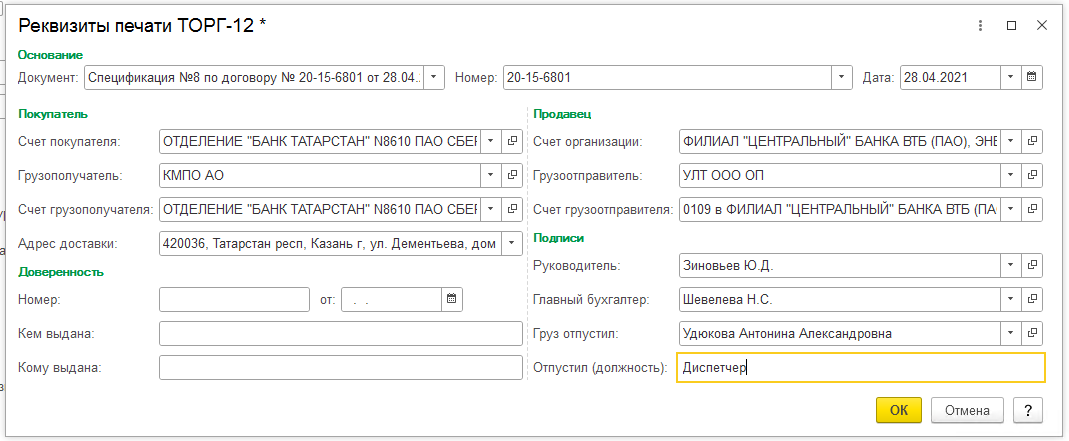 Реквизиты печати ТОРГ-12 *
Основание
Документ: Спецификация №8 по договору № 20-15-6801 от 28.04... Номер: 20-15-6801 Дата: 28.04.2021
Покупатель
Счет покупателя: ОТДЕЛЕНИЕ "БАНК ТАТАРСТАН" N8610 ПАО СБЕР
Грузополучатель: КМПО АО
Счет грузополучателя: ОТДЕЛЕНИЕ "БАНК ТАТАРСТАН" N8610 ПАО СБЕР
Адрес доставки: 420036, Татарстан респ, Казань г, ул. Дементьева, дом
Доверенность
Номер: от: . .
Кем выдана:
Кому выдана:
Продавец
Счет организации: ФИЛИАЛ "ЦЕНТРАЛЬНЫЙ" БАНКА ВТБ (ПАО), ЭНЕ
Грузоотправитель: УЛТ ООО ОП
Счет грузоотправителя: 0109 в ФИЛИАЛ "ЦЕНТРАЛЬНЫЙ" БАНКА ВТБ (ПА
Подписи
Руководитель: Зиновьев Ю.Д.
Главный бухгалтер: Шевелева Н.С.
Груз отпустил: Удюкова Антонина Александровна
Отпустил (должность): Диспетчер
ОК Отмена ?